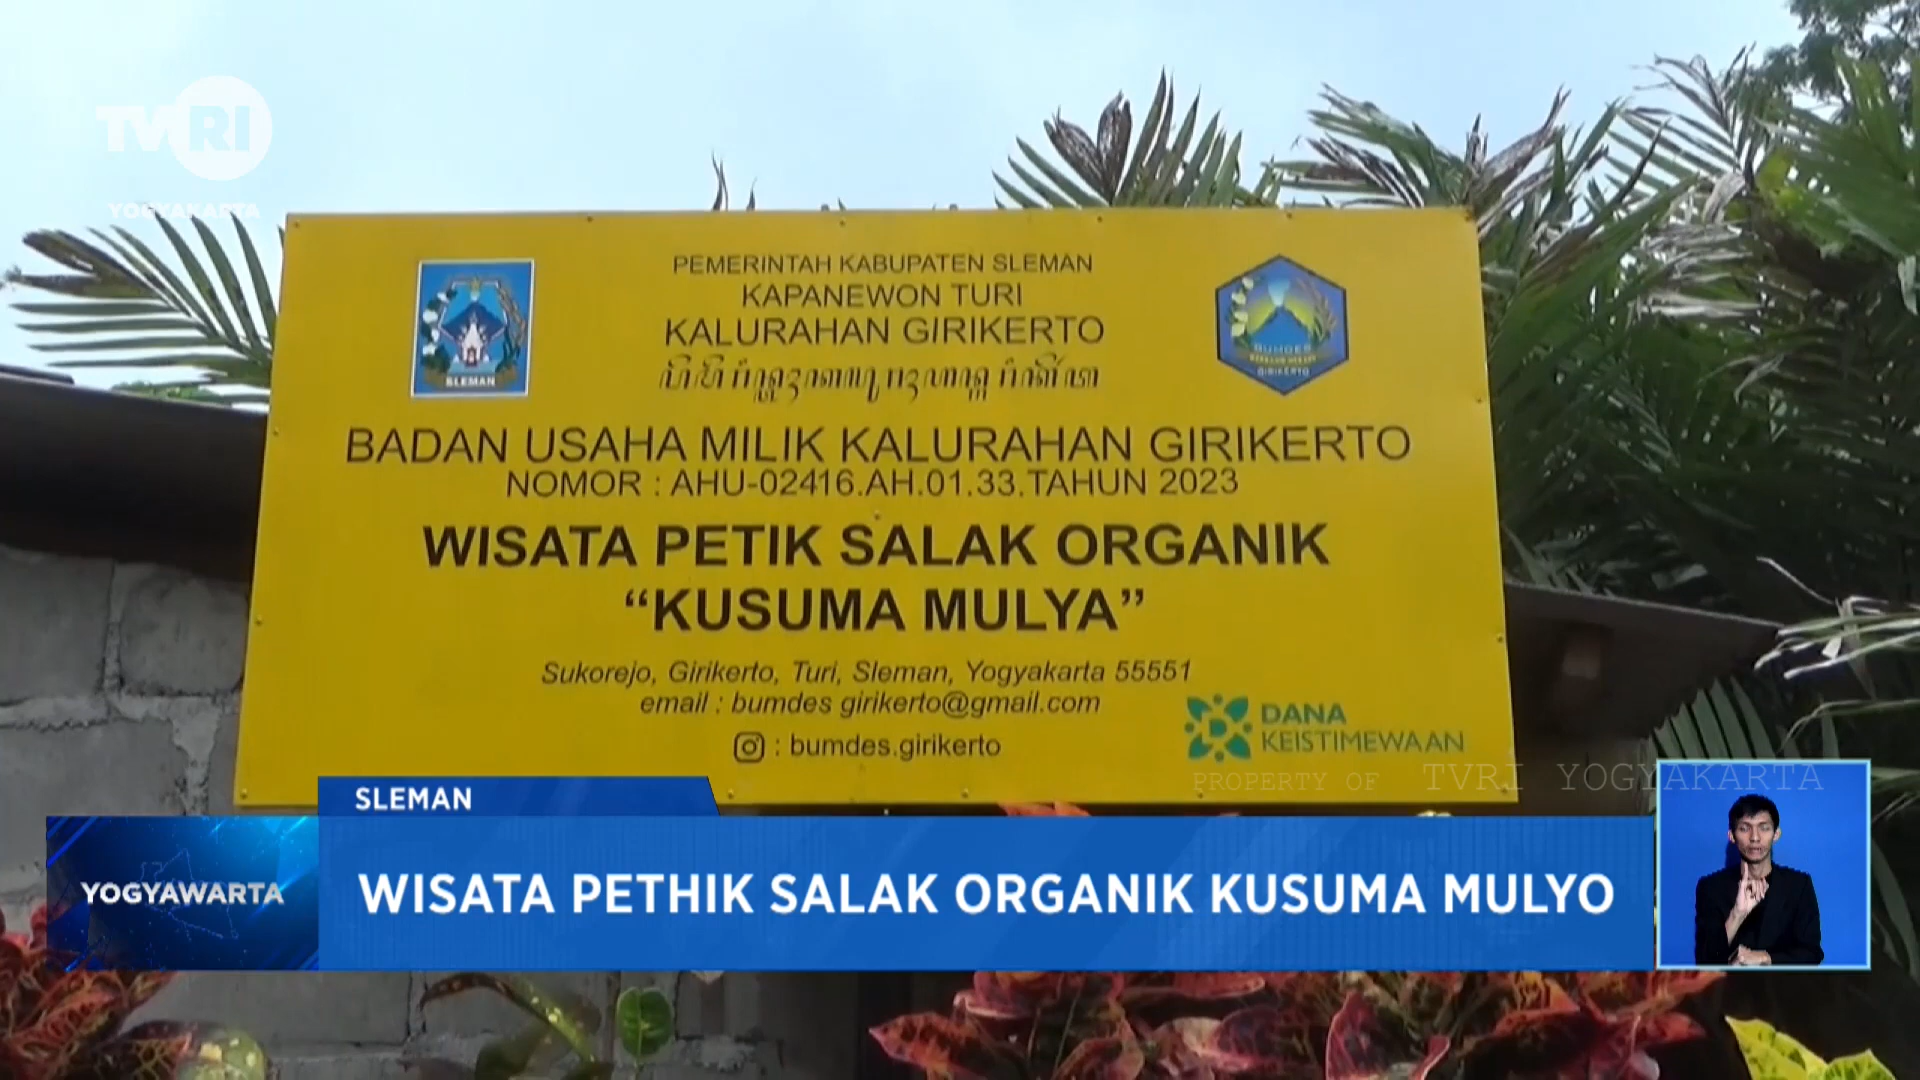 TVRI
YOGYAKARTA
PEMERINTAH KABUPATEN SLEMAN
KAPANEWON TURI
KALURAHAN GIRIKERTO
SLEMAN
BUMDES
GIRIKERTO
BADAN USAHA MILIK KALURAHAN GIRIKERTO
NOMOR : AHU-02416.AH.01.33.TAHUN 2023
WISATA PETIK SALAK ORGANIK
“KUSUMA MULYA”
Sukorejo, Girikerto, Turi, Sleman, Yogyakarta 55551
email : bumdes girikerto@gmail.com
: bumdes.girikerto
DANA
KEISTIMEWAAN
PROPERTY OF TVRI YOGYAKARTA
SLEMAN
YOGYAWARTA
WISATA PETHIK SALAK ORGANIK KUSUMA MULYO